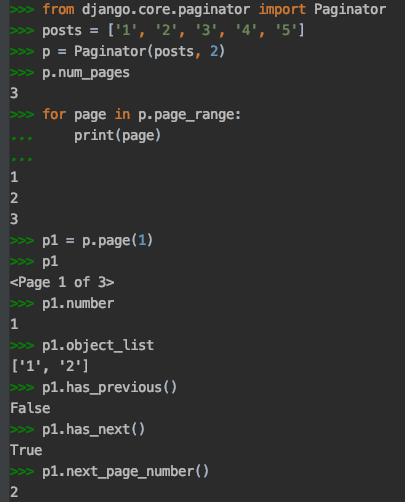 >>> from django.core.paginator import Paginator
>>> posts = ['1', '2', '3', '4', '5']
>>> p = Paginator(posts, 2)
>>> p.num_pages
3
>>> for page in p.page_range:
...     print(page)
...
1
2
3
>>> p1 = p.page(1)
>>> p1
<Page 1 of 3>
>>> p1.number
1
>>> p1.object_list
['1', '2']
>>> p1.has_previous()
False
>>> p1.has_next()
True
>>> p1.next_page_number()
2